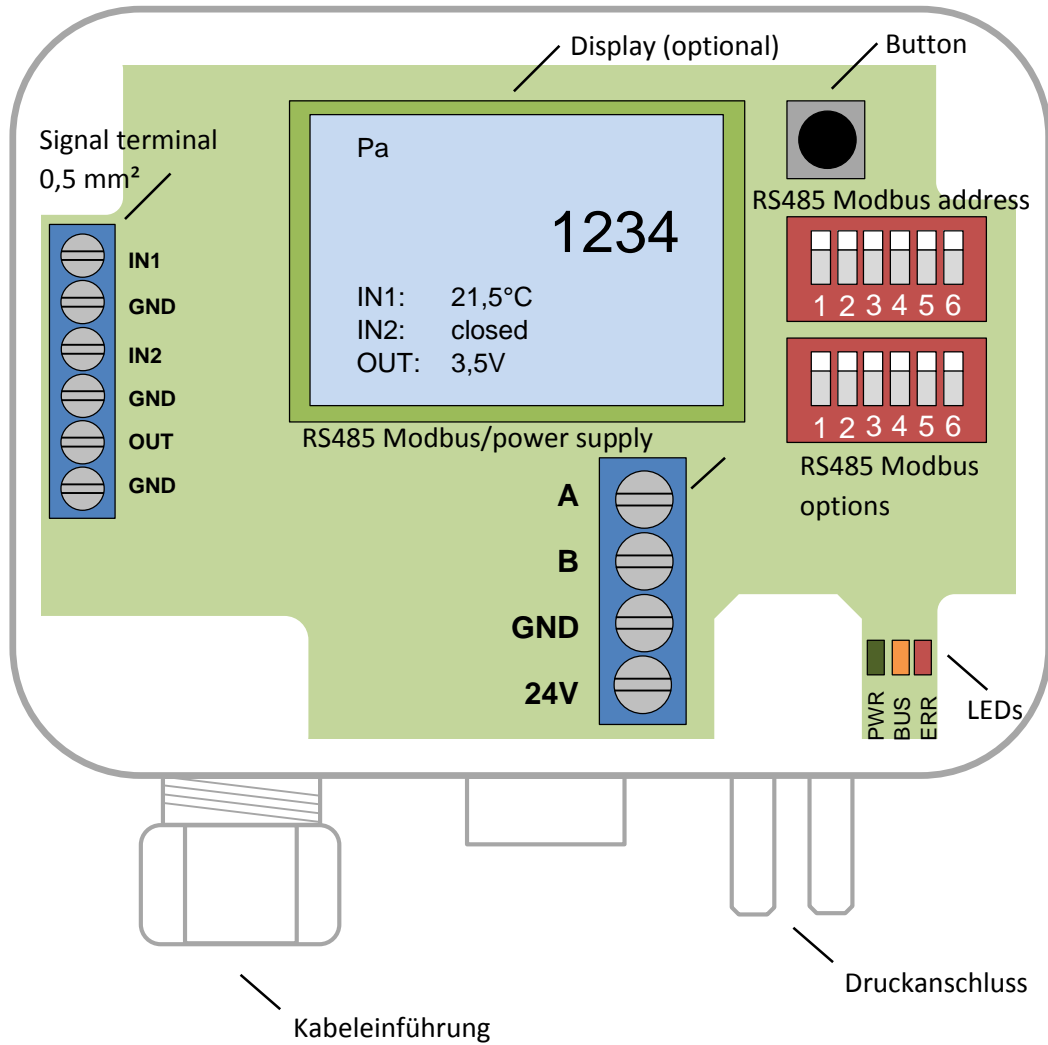 Display (optional)
Button
Signal terminal
0,5 mm²
Pa
1234
IN1: 21,5°C
IN2: closed
OUT: 3,5V
RS485 Modbus address
1 2 3 4 5 6
IN1
GND
IN2
GND
OUT
GND
1 2 3 4 5 6
RS485 Modbus
options
RS485 Modbus/power supply
A
B
GND
24V
PWR
BUS
ERR
LEDs
Druckanschluss
Kabeleinführung